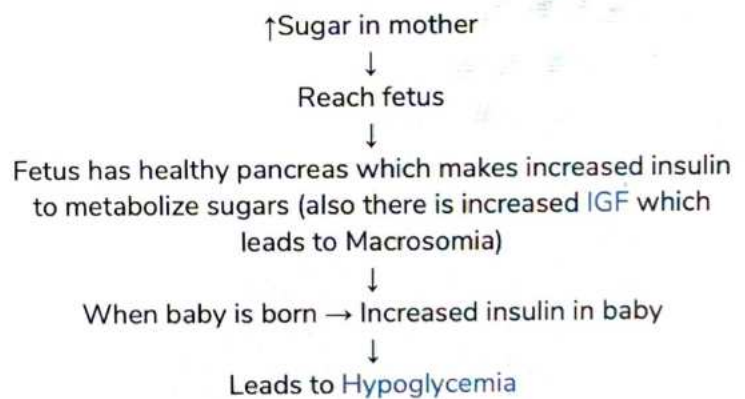 ↑Sugar in mother
↓
Reach fetus
↓
Fetus has healthy pancreas which makes increased insulin
to metabolize sugars (also there is increased IGF which
leads to Macrosomia)
↓
When baby is born → Increased insulin in baby
↓
Leads to Hypoglycemia